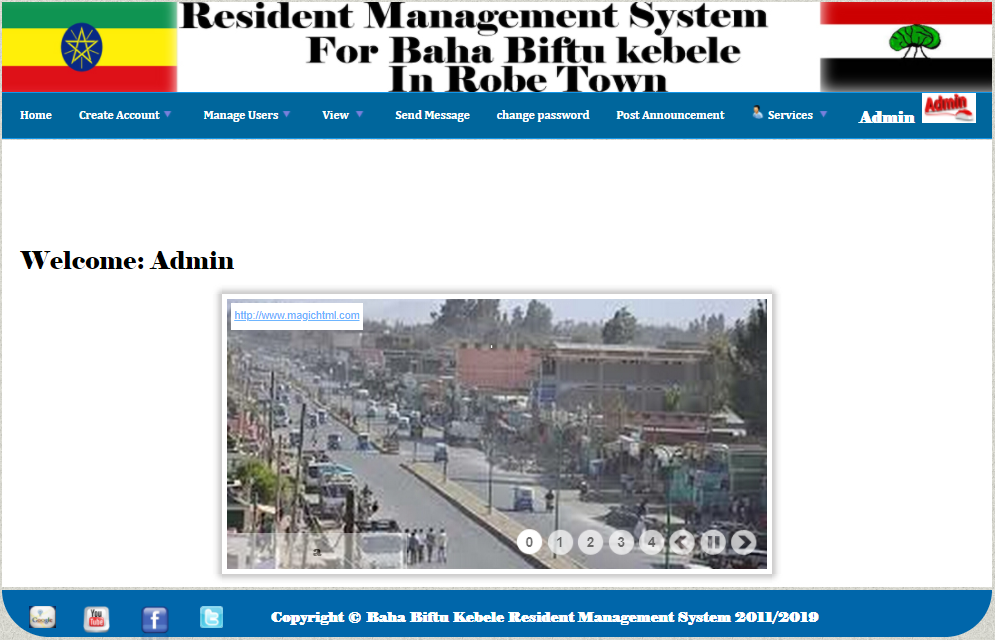 Resident Management System
For Baha Biftu kebele
In Robe Town
Home Create Account Manage Users View Send Message change password Post Announcement Services Admin Admin
Welcome: Admin
http://www.magichtml.com
a
0 1 2 3 4
Google You Tube f t Copyright © Baha Biftu Kebele Resident Management System 2011/2019